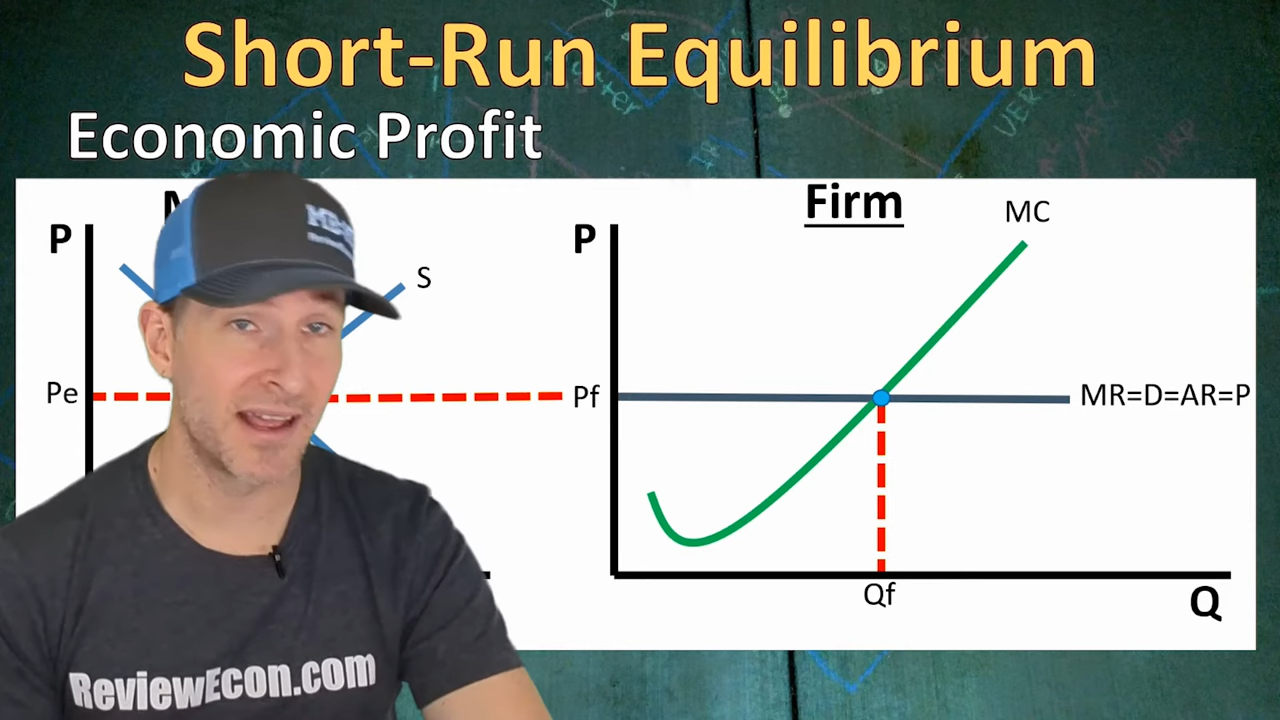 Short-Run Equilibrium
Economic Profit
Firm
MC
P
P
S
Pe
Pf
MR=D=AR=P
Qf
Q
ReviewEcon.com